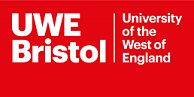 UWE
Bristol
University
of the
West of
England